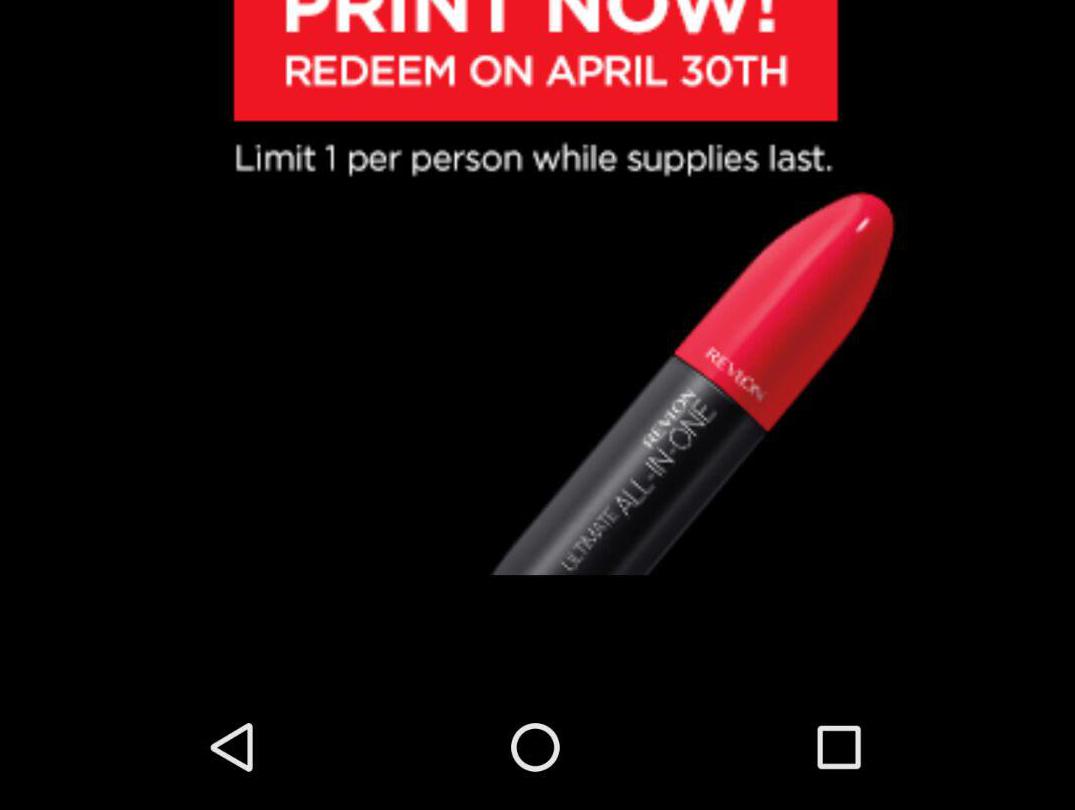 PRINT NOW!
REDEEM ON APRIL 30TH
Limit 1 per person while supplies last.
REVLON
REVLON
ULTIMATE ALL-IN-ONE